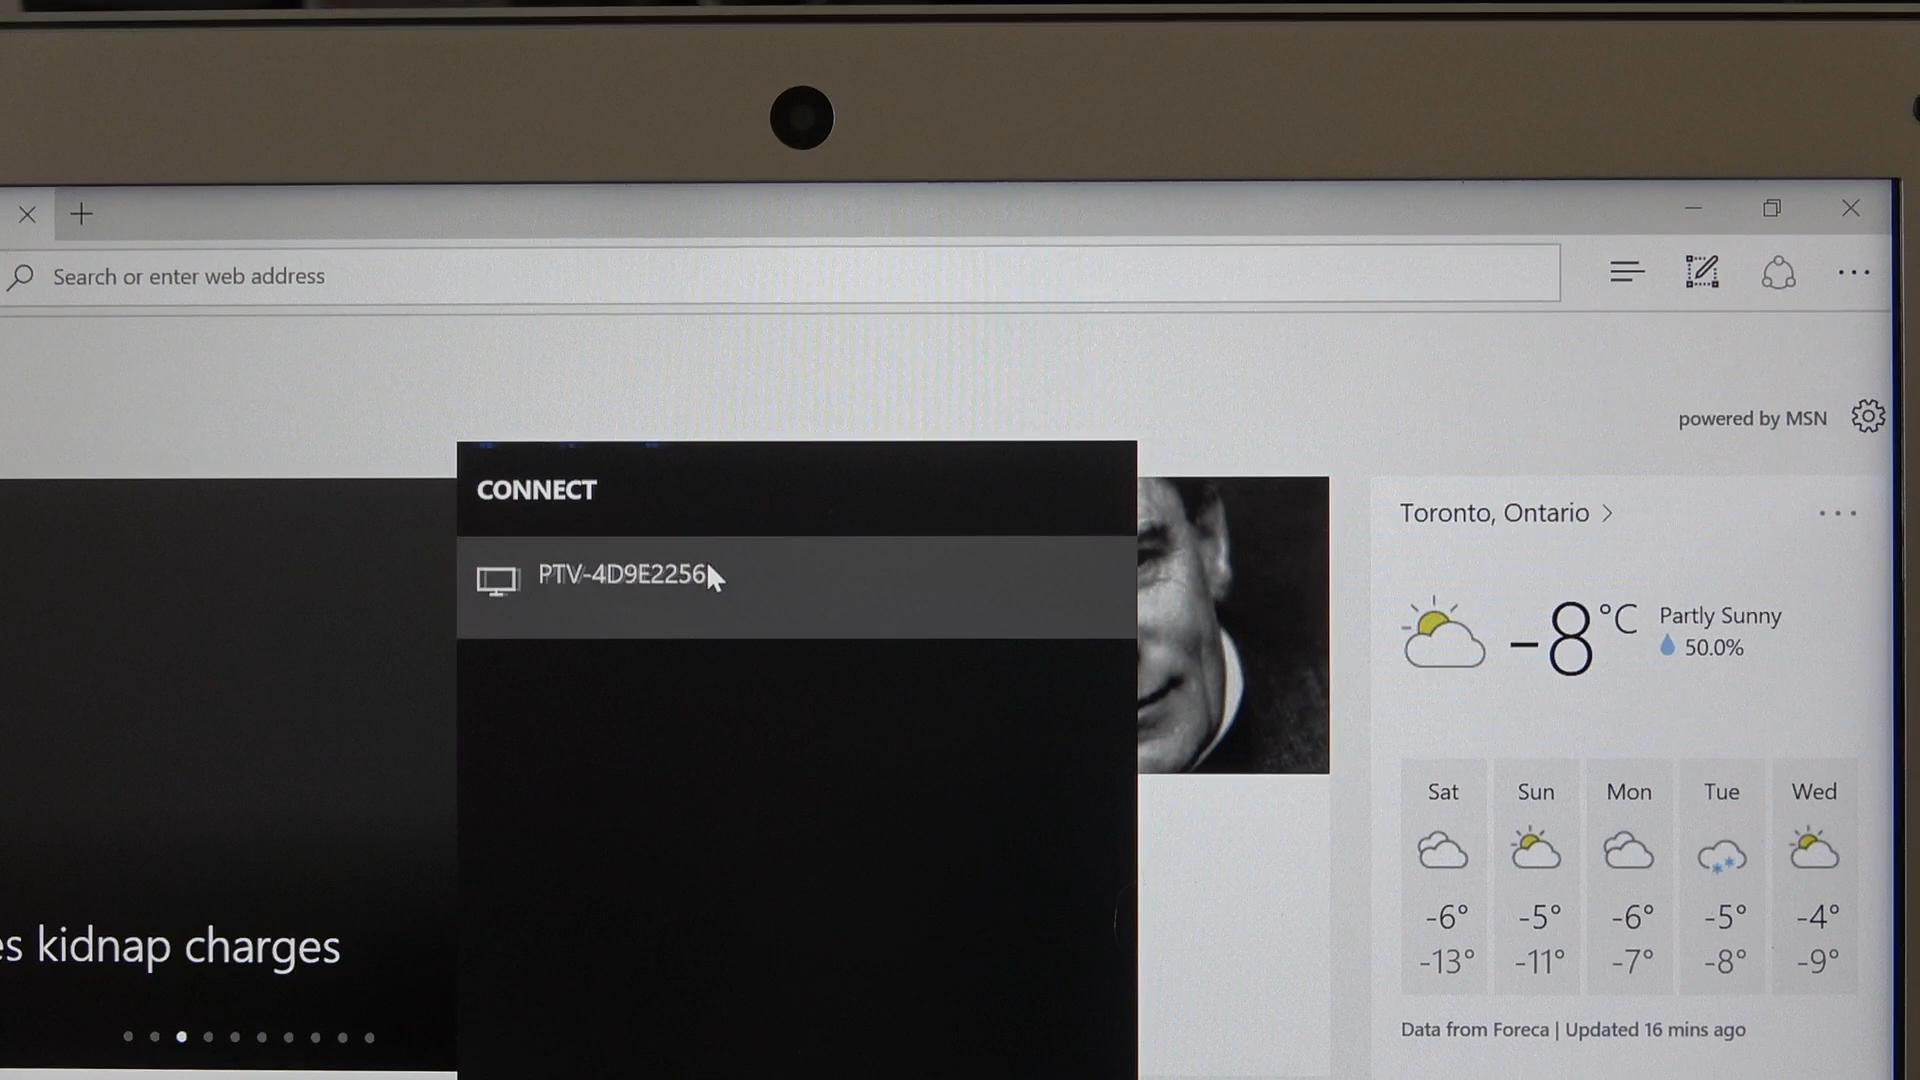 Search or enter web address
powered by MSN
CONNECT
PTV-4D9E2256
Toronto, Ontario
-8°C
Partly Sunny
50.0%
Sat Sun Mon Tue Wed
-6° -5° -6° -5° -4°
-13° -11° -7° -8° -9°
Data from Foreca | Updated 16 mins ago
es kidnap charges